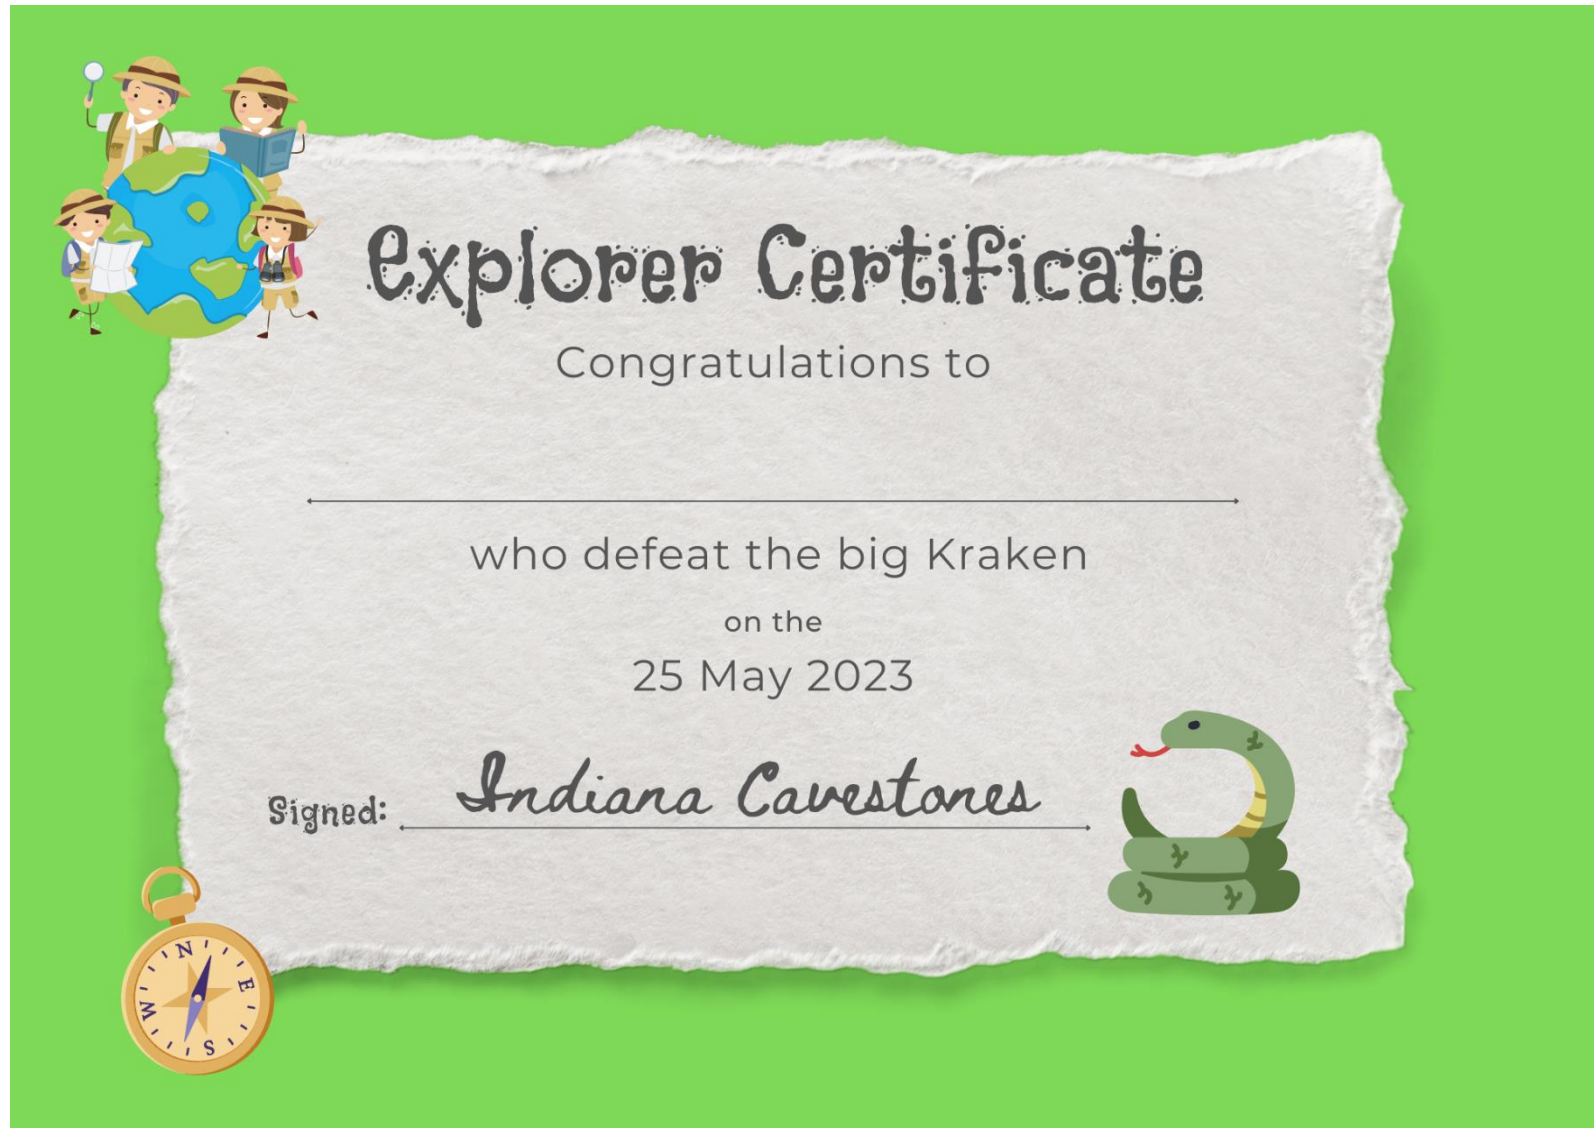 Explorer Certificate
Congratulations to
who defeat the big Kraken
on the
25 May 2023
Signed: Indiana Cavestones
N
E
S
W